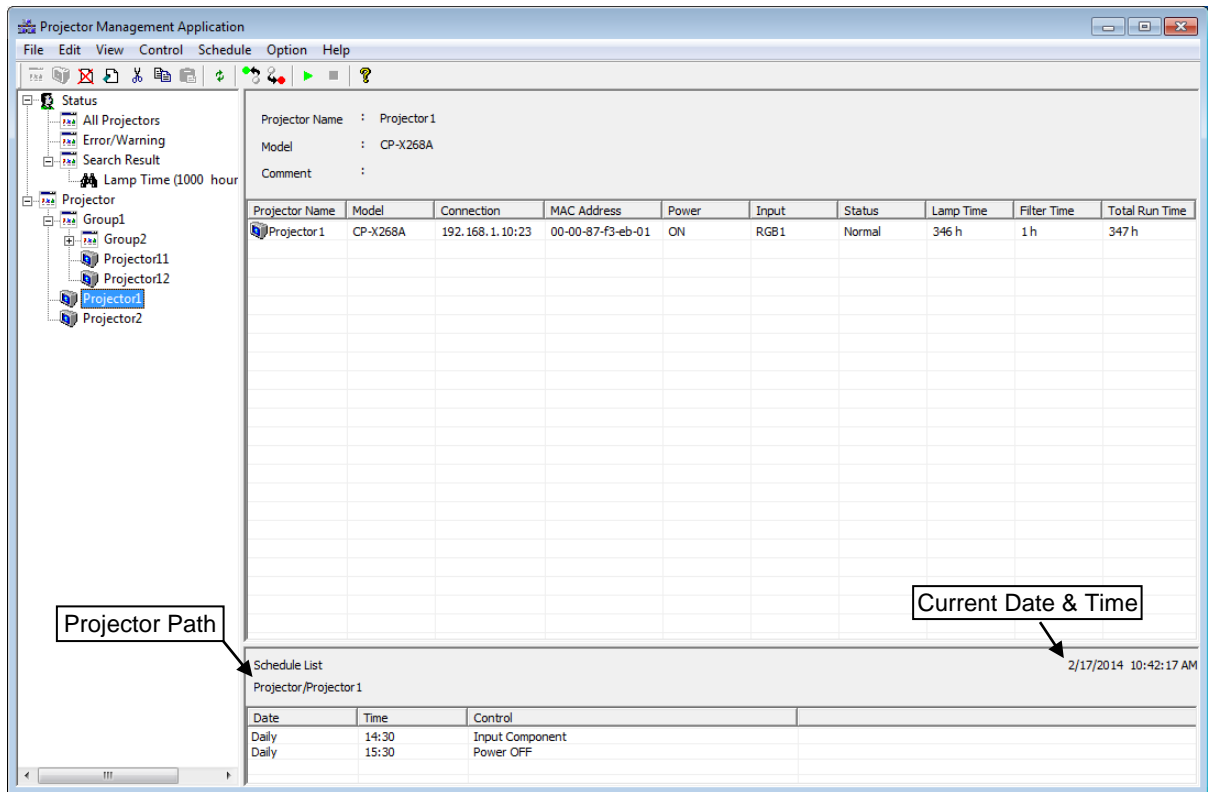 Projector Management Application
File Edit View Control Schedule Option Help
Status
All Projectors
Error/Warning
Search Result
Lamp Time (1000 hour
Projector
Group1
Group2
Projector11
Projector12
Projector1
Projector2
Projector Name : Projector1
Model : CP-X268A
Comment :
Projector Name Model Connection MAC Address Power Input Status Lamp Time Filter Time Total Run Time
Projector1 CP-X268A 192.168.1.10:23 00-00-87-f3-eb-01 ON RGB1 Normal 346 h 1 h 347 h
Current Date & Time
Projector Path
Schedule List 2/17/2014 10:42:17 AM
Projector/Projector1
Date Time Control
Daily 14:30 Input Component
Daily 15:30 Power OFF